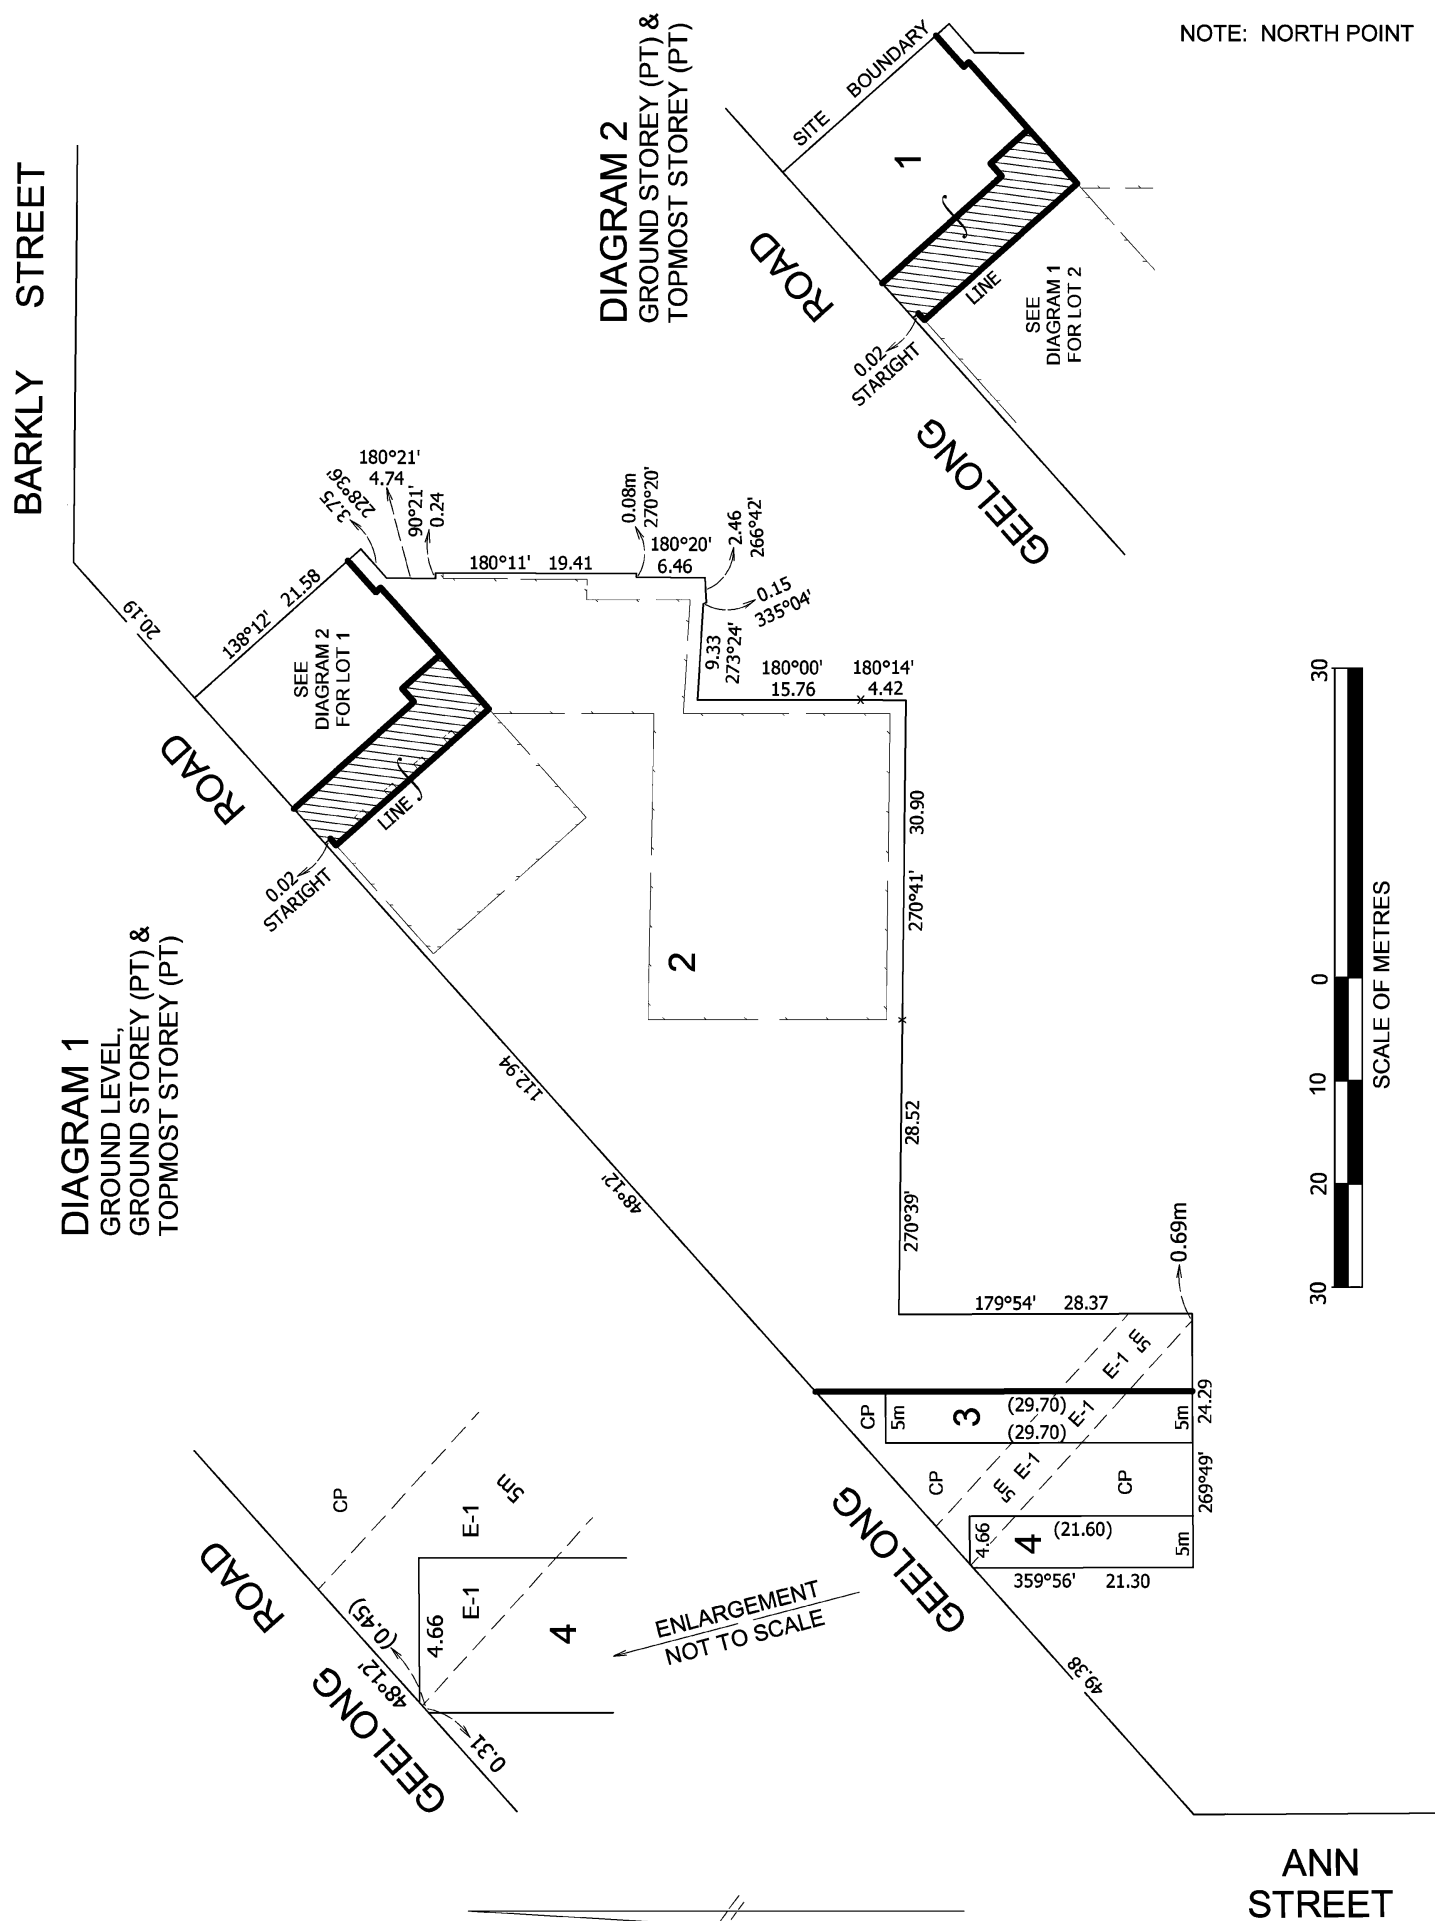 NOTE: NORTH POINT
BARKLY STREET
DIAGRAM 2
GROUND STOREY (PT) &
TOPMOST STOREY (PT)
SITE BOUNDARY
1
ROAD
LINE
SEE
DIAGRAM 1
FOR LOT 2
0.02
STARIGHT
GEELONG
180°21'
4.74
228°36'
3.75
90°21'
0.24
0.08m
270°20'
180°11' 19.41
180°20'
6.46
2.46
266°42'
0.15
335°04'
9.33
273°24'
180°00'
15.76
180°14'
4.42
20.19
138°12' 21.58
SEE
DIAGRAM 2
FOR LOT 1
ROAD
LINE
0.02
STARIGHT
270°41' 30.90
2
DIAGRAM 1
GROUND LEVEL,
GROUND STOREY (PT) &
TOPMOST STOREY (PT)
112.94
48°12'
270°39' 28.52
30
0
10
20
30
SCALE OF METRES
0.69m
179°54' 28.37
E-1
5m
CP
5m
3
(29.70)
(29.70)
E-1
5m
24.29
CP
5m
E-1
CP
269°49'
4.66
4
(21.60)
5m
359°56' 21.30
GEELONG
49.38
CP
E-1
5m
ROAD
(0.45)
4.66
E-1
4
48°12'
GEELONG
0.31
ENLARGEMENT
NOT TO SCALE
ANN
STREET